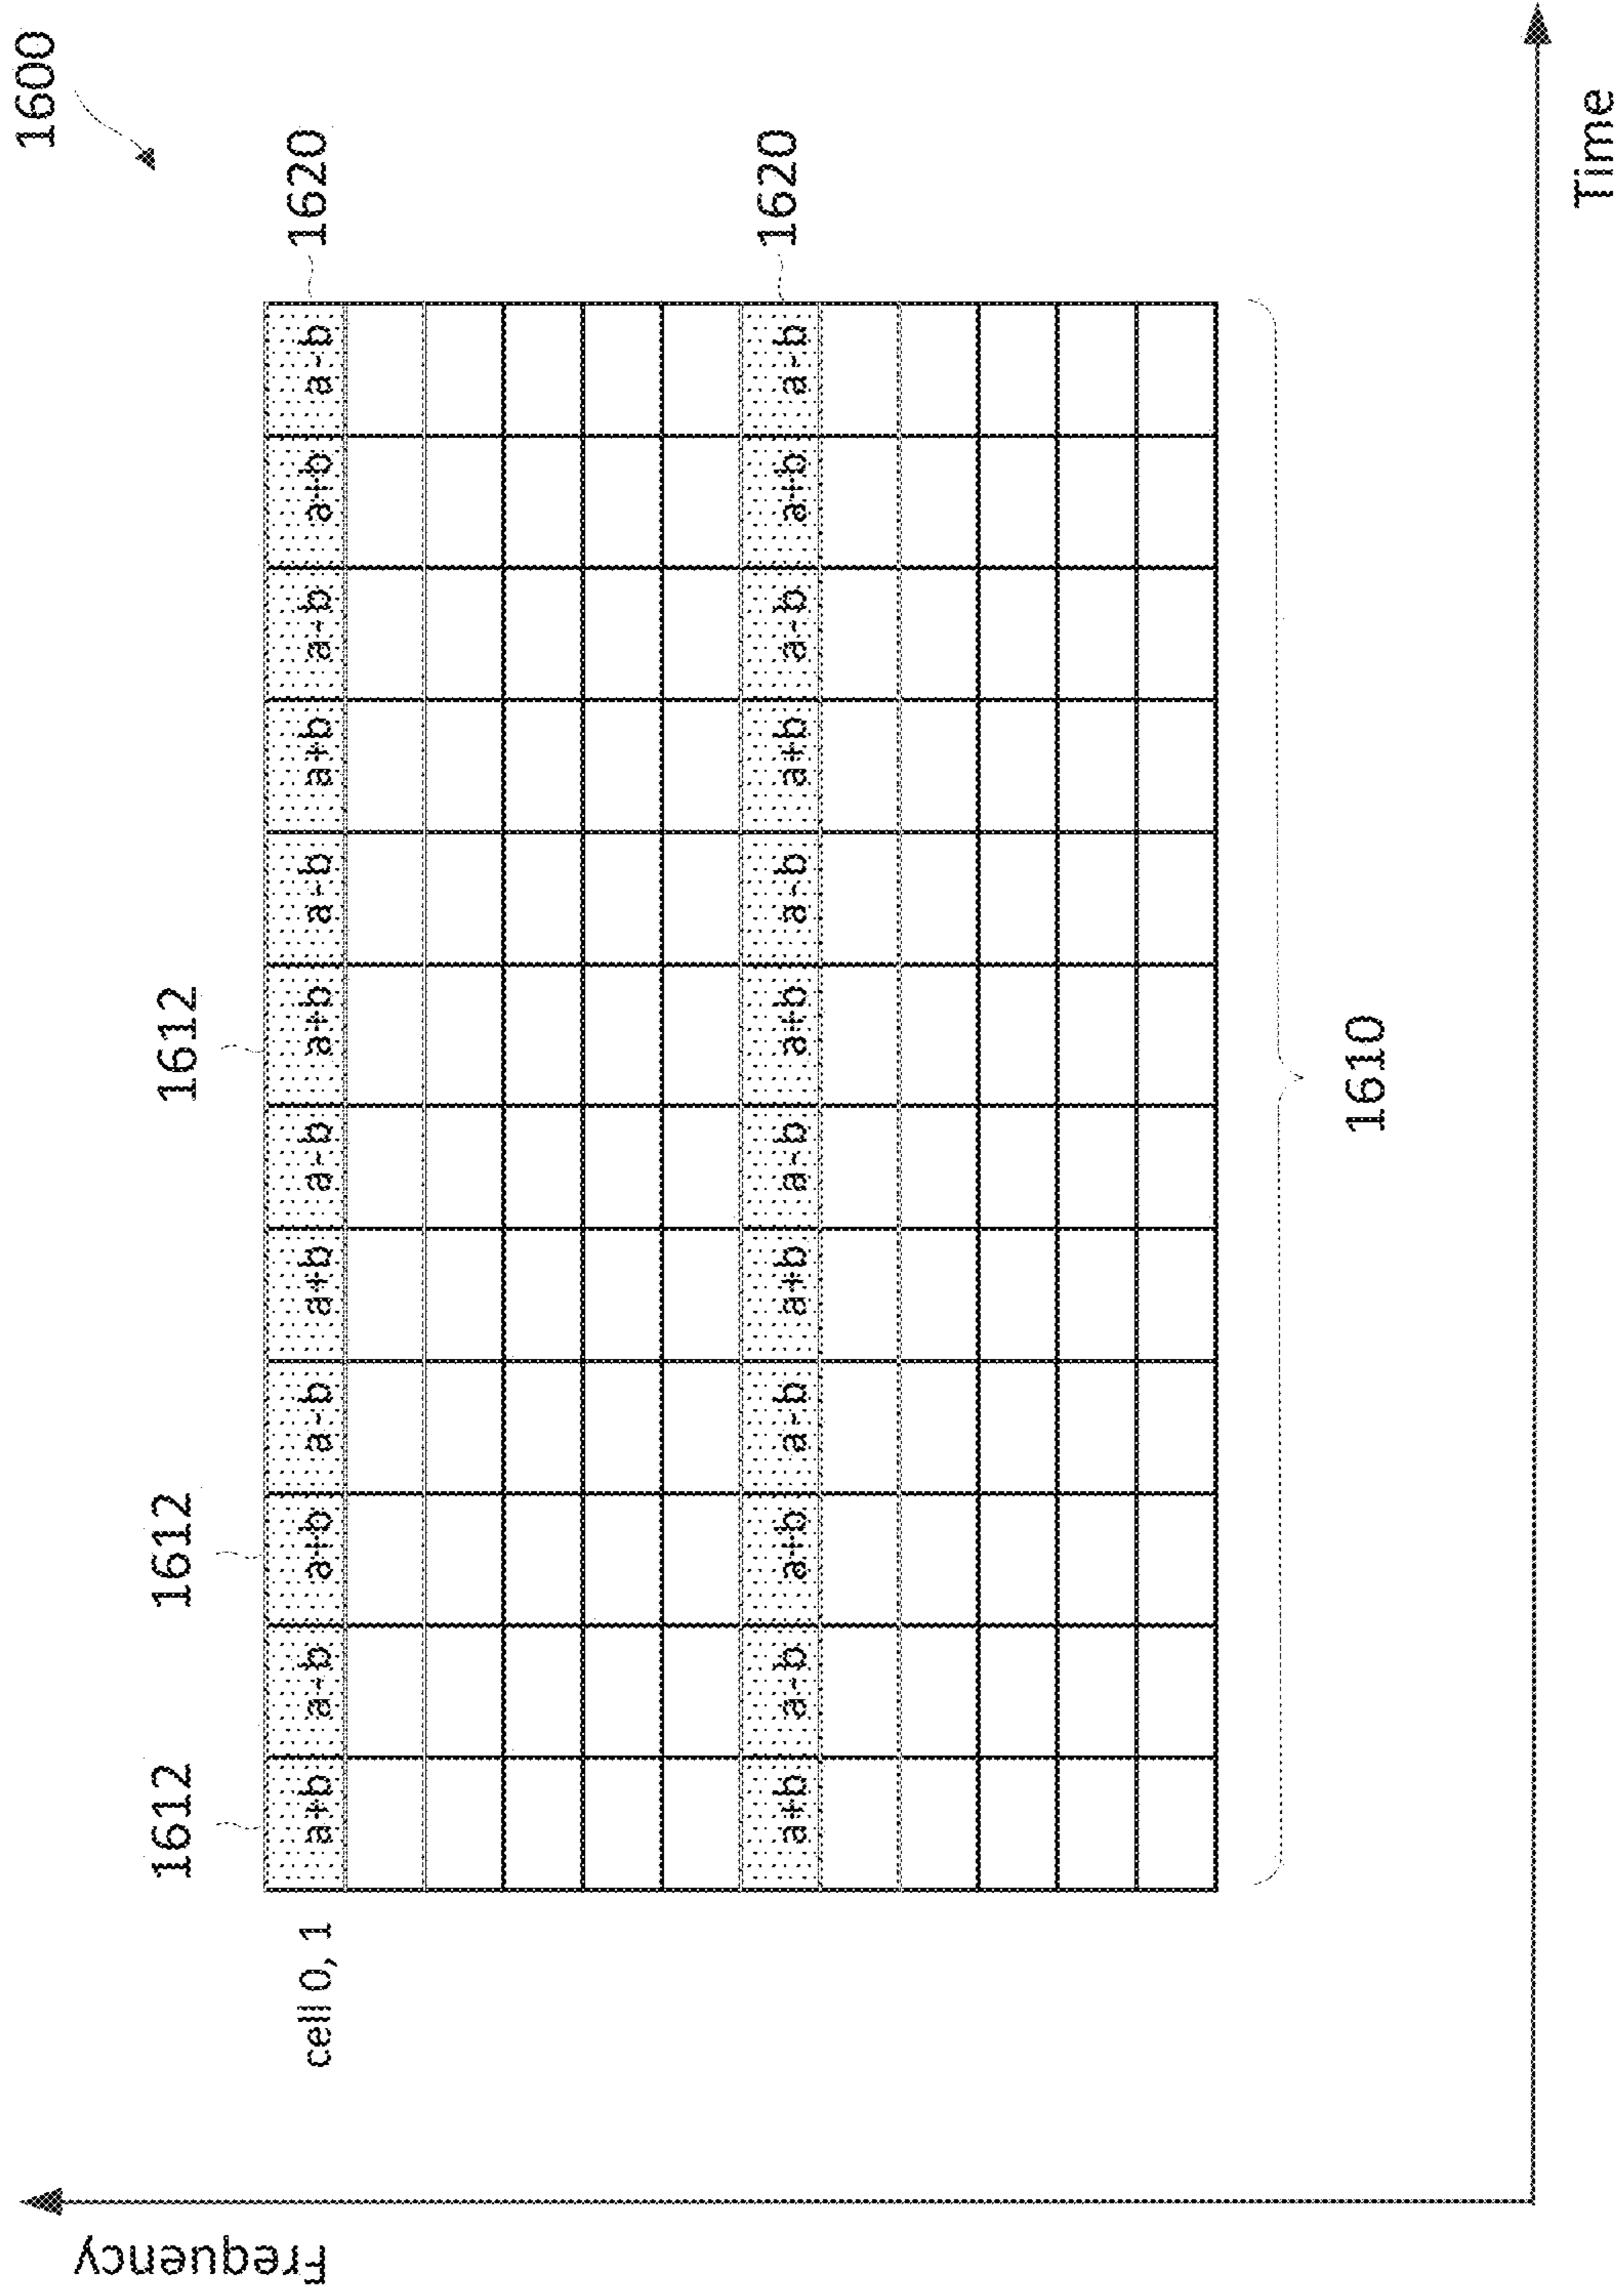 1600
Frequency
1612 1612 1612
cell 0, 1 a+b a-b a+b a-b a+b a-b a+b a-b a+b a-b a+b a-b 1620
a+b a-b a+b a-b a+b a-b a+b a-b a+b a-b a+b a-b 1620
1610
Time